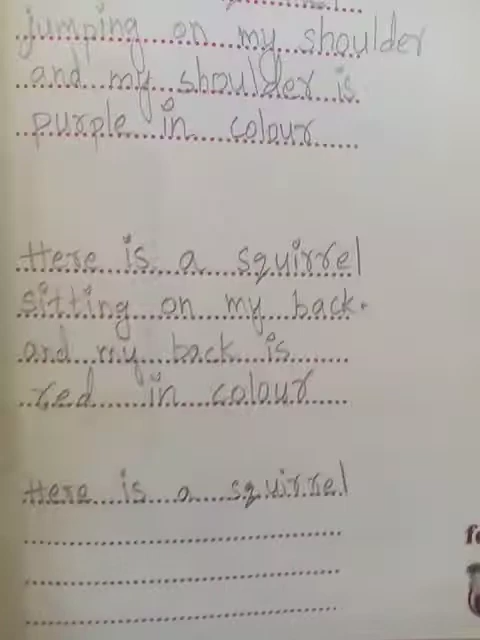 jumping on my shoulder
and my shoulder is
purple in colour
Here is a squirrel
sitting on my back.
and my back is
red in colour
Here is a squirrel